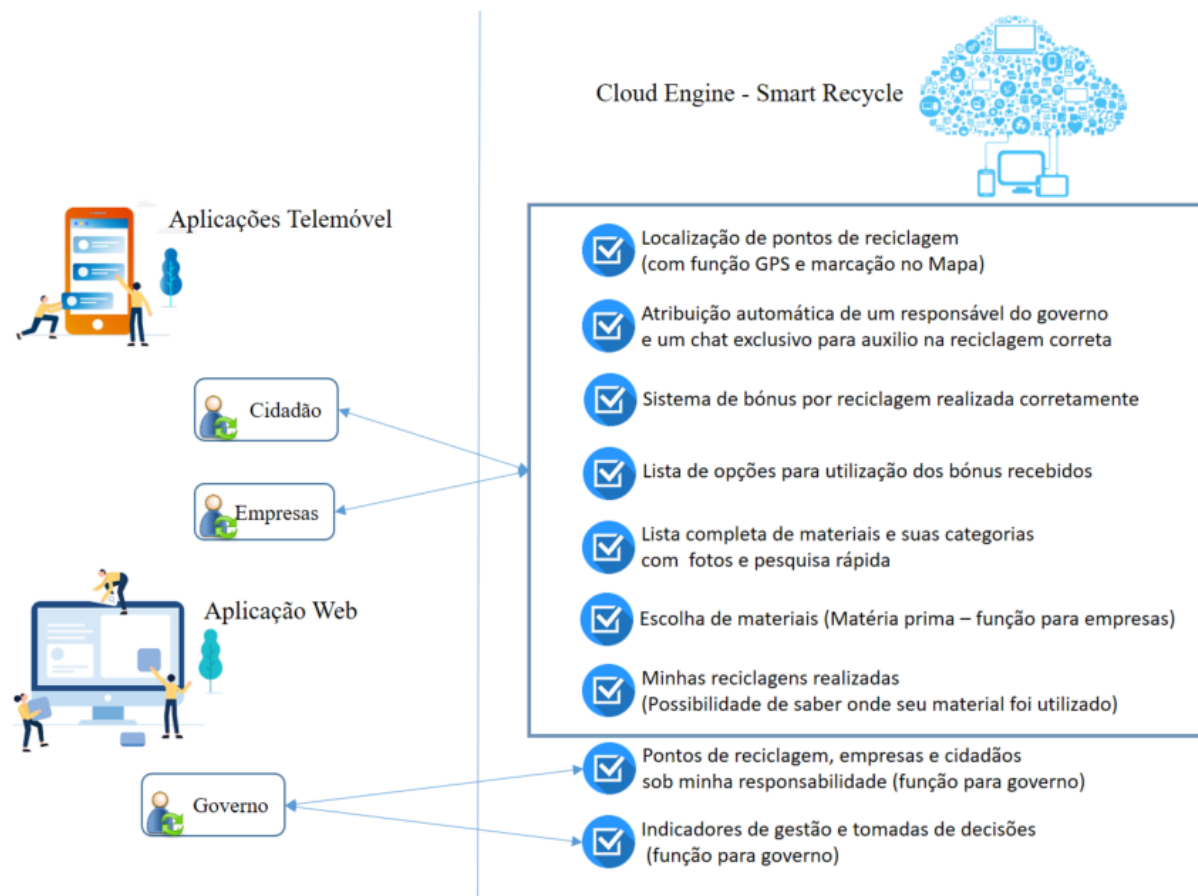 Cloud Engine - Smart Recycle
Aplicações Telemóvel
Cidadão
Empresas
Aplicação Web
Governo
Localização de pontos de reciclagem
(com função GPS e marcação no Mapa)
Atribuição automática de um responsável do governo
e um chat exclusivo para auxilio na reciclagem correta
Sistema de bónus por reciclagem realizada corretamente
Lista de opções para utilização dos bónus recebidos
Lista completa de materiais e suas categorias
com fotos e pesquisa rápida
Escolha de materiais (Matéria prima – função para empresas)
Minhas reciclagens realizadas
(Possibilidade de saber onde seu material foi utilizado)
Pontos de reciclagem, empresas e cidadãos
sob minha responsabilidade (função para governo)
Indicadores de gestão e tomadas de decisões
(função para governo)